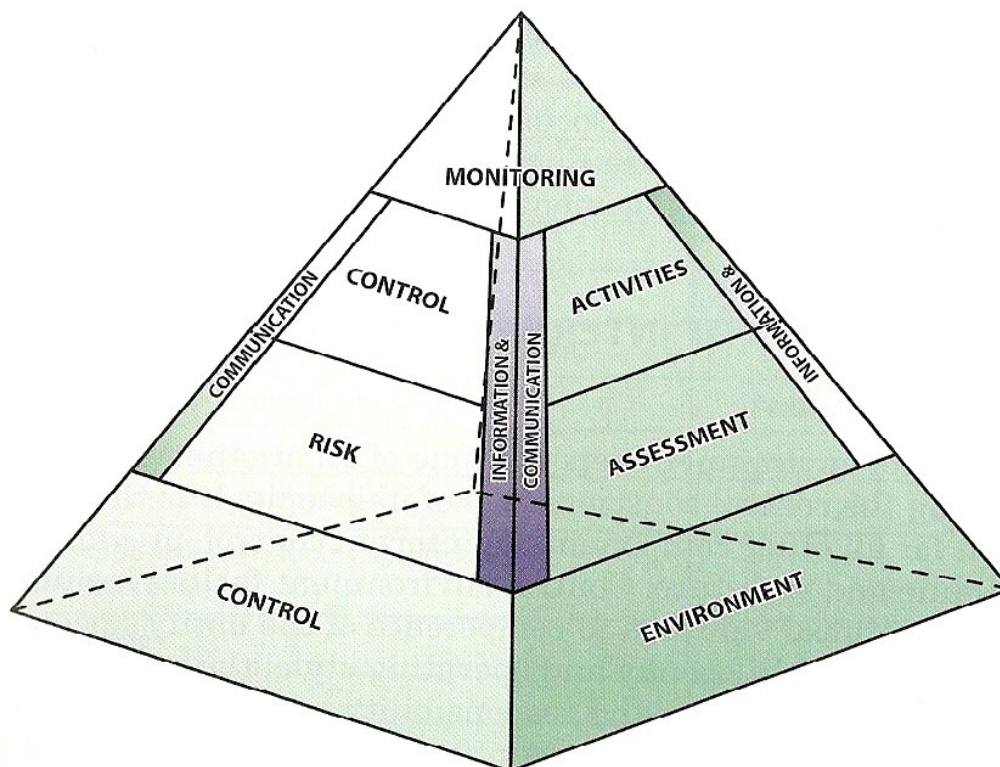 MONITORING
CONTROL ACTIVITIES
COMMUNICATION
INFORMATION &
COMMUNICATION
INFORMATION &
RISK ASSESSMENT
CONTROL ENVIRONMENT